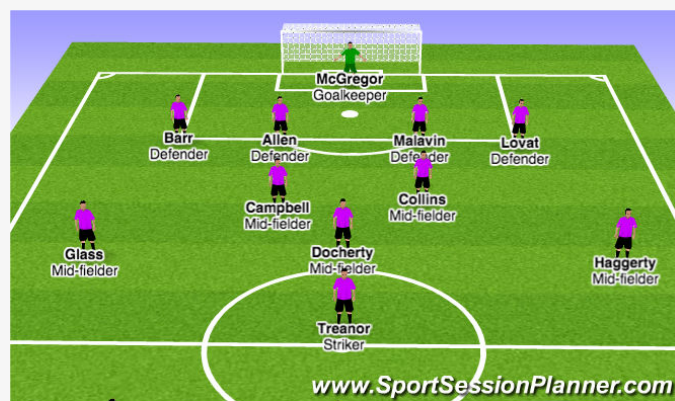 McGregor
Goalkeeper
Barr
Defender
Allen
Defender
Malavin
Defender
Lovat
Defender
Campbell
Mid-fielder
Collins
Mid-fielder
Glass
Mid-fielder
Docherty
Mid-fielder
Haggerty
Mid-fielder
Treanor
Striker
www.SportSessionPlanner.com